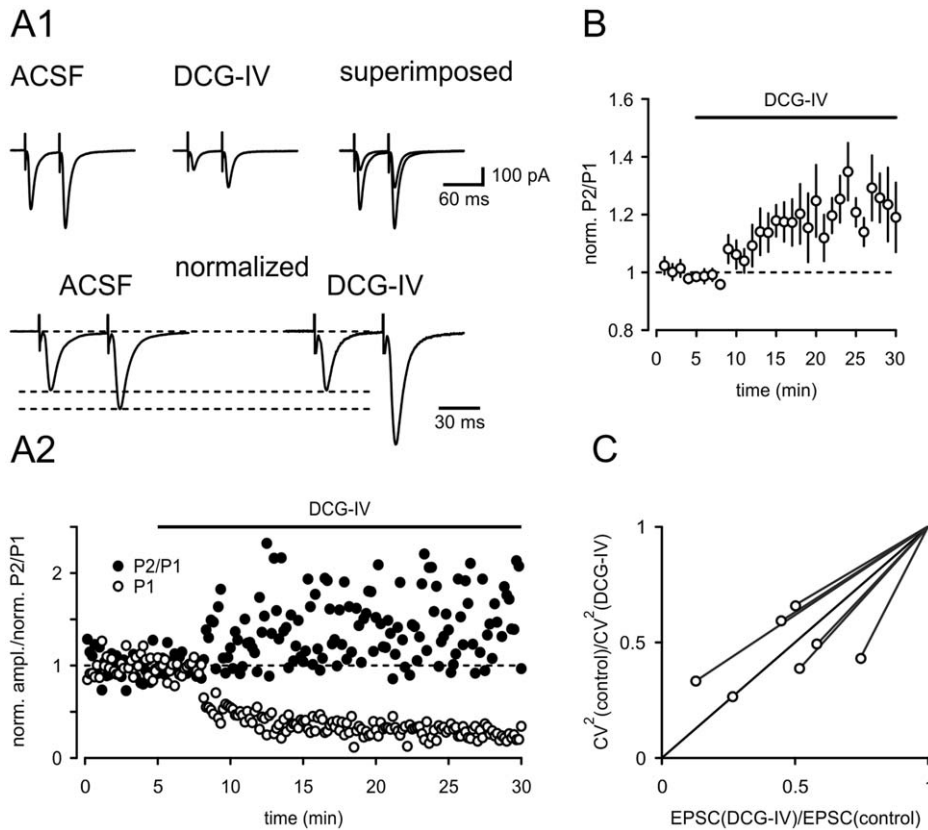 A1
ACSF DCG-IV superimposed
100 pA
60 ms
normalized
ACSF DCG-IV
30 ms
B
DCG-IV
norm. P2/P1
1.6
1.4
1.2
1
0.8
0 5 10 15 20 25 30
time (min)
A2
DCG-IV
norm. ampl./norm. P2/P1
P2/P1
P1
2
1
0
0 5 10 15 20 25 30
time (min)
C
CV²(control)/CV²(DCG-IV)
1
0.5
0
0 0.5 1
EPSC(DCG-IV)/EPSC(control)